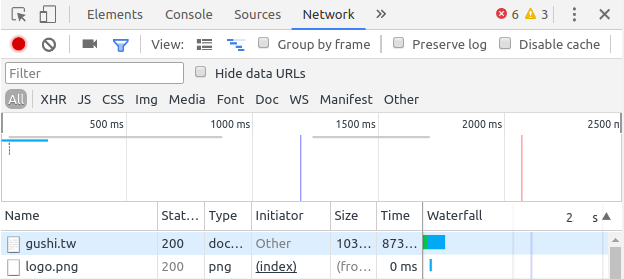 Elements Console Sources Network » 6 3
Group by frame Preserve log Disable cache
Filter Hide data URLs
All XHR JS CSS Img Media Font Doc WS Manifest Other
500 ms 1000 ms 1500 ms 2000 ms 2500 n
Name Stat... Type Initiator Size Time Waterfall 2 s
gushi.tw 200 doc... Other 103... 873...
logo.png 200 png (index) (fro... 0 ms